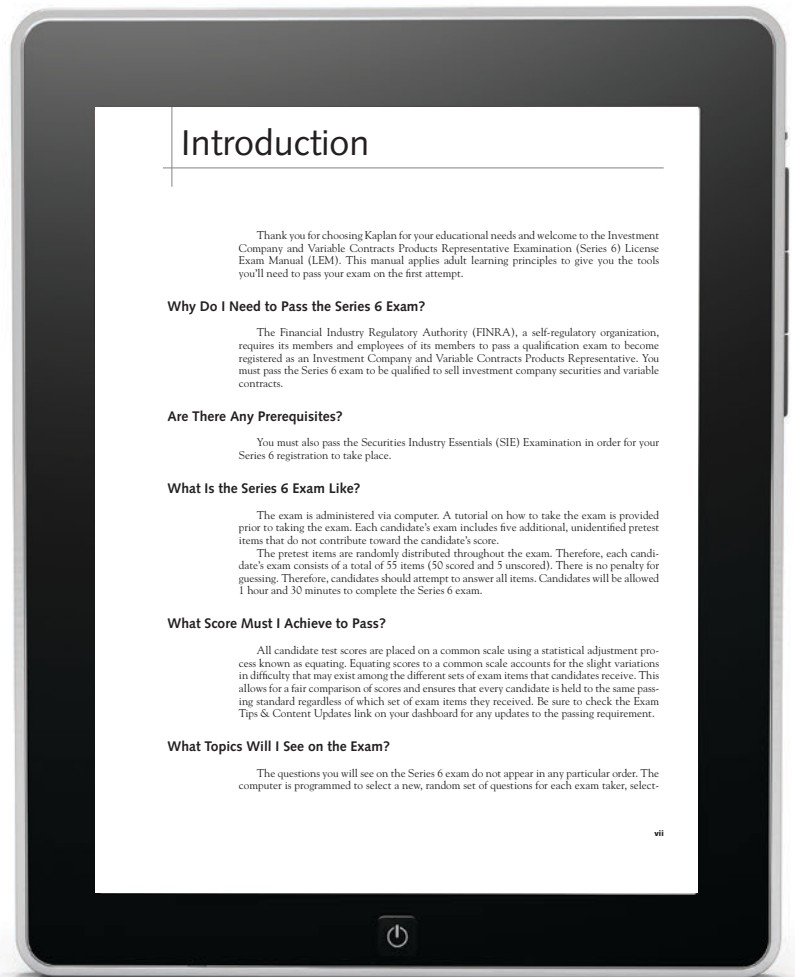 Introduction
Thank you for choosing Kaplan for your educational needs and welcome to the Investment
Company and Variable Contracts Products Representative Examination (Series 6) License
Exam Manual (LEM). This manual applies adult learning principles to give you the tools
you'll need to pass your exam on the first attempt.
Why Do I Need to Pass the Series 6 Exam?
The Financial Industry Regulatory Authority (FINRA), a self-regulatory organization,
requires its members and employees of its members to pass a qualification exam to become
registered as an Investment Company and Variable Contracts Products Representative. You
must pass the Series 6 exam to be qualified to sell investment company securities and variable
contracts.
Are There Any Prerequisites?
You must also pass the Securities Industry Essentials (SIE) Examination in order for your
Series 6 registration to take place.
What Is the Series 6 Exam Like?
The exam is administered via computer. A tutorial on how to take the exam is provided
prior to taking the exam. Each candidate's exam includes five additional, unidentified pretest
items that do not contribute toward the candidate's score.
The pretest items are randomly distributed throughout the exam. Therefore, each candi-
date's exam consists of a total of 55 items (50 scored and 5 unscored). There is no penalty for
guessing. Therefore, candidates should attempt to answer all items. Candidates will be allowed
1 hour and 30 minutes to complete the Series 6 exam.
What Score Must I Achieve to Pass?
All candidate test scores are placed on a common scale using a statistical adjustment pro-
cess known as equating. Equating scores to a common scale accounts for the slight variations
in difficulty that may exist among the different sets of exam items that candidates receive. This
allows for a fair comparison of scores and ensures that every candidate is held to the same pass-
ing standard regardless of which set of exam items they received. Be sure to check the Exam
Tips & Content Updates link on your dashboard for any updates to the passing requirement.
What Topics Will I See on the Exam?
The questions you will see on the Series 6 exam do not appear in any particular order. The
computer is programmed to select a new, random set of questions for each exam taker, select-
vii